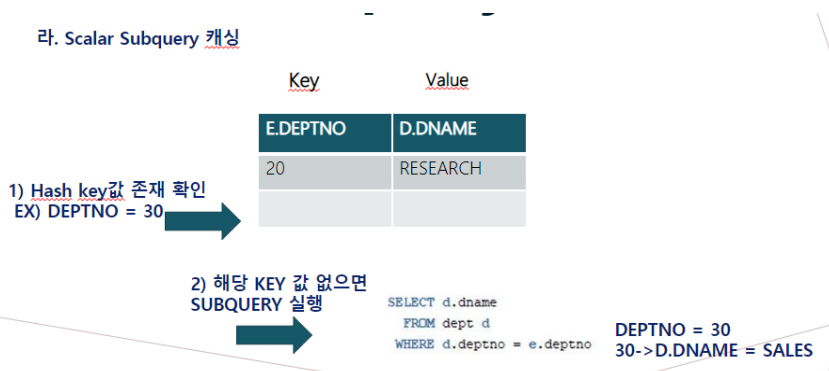 라. Scalar Subquery 캐싱
Key Value
E.DEPTNO D.DNAME
20 RESEARCH
1) Hash key값 존재 확인
EX) DEPTNO = 30
2) 해당 KEY 값 없으면
SUBQUERY 실행
SELECT d.dname
FROM dept d
WHERE d.deptno = e.deptno
DEPTNO = 30
30->D.DNAME = SALES